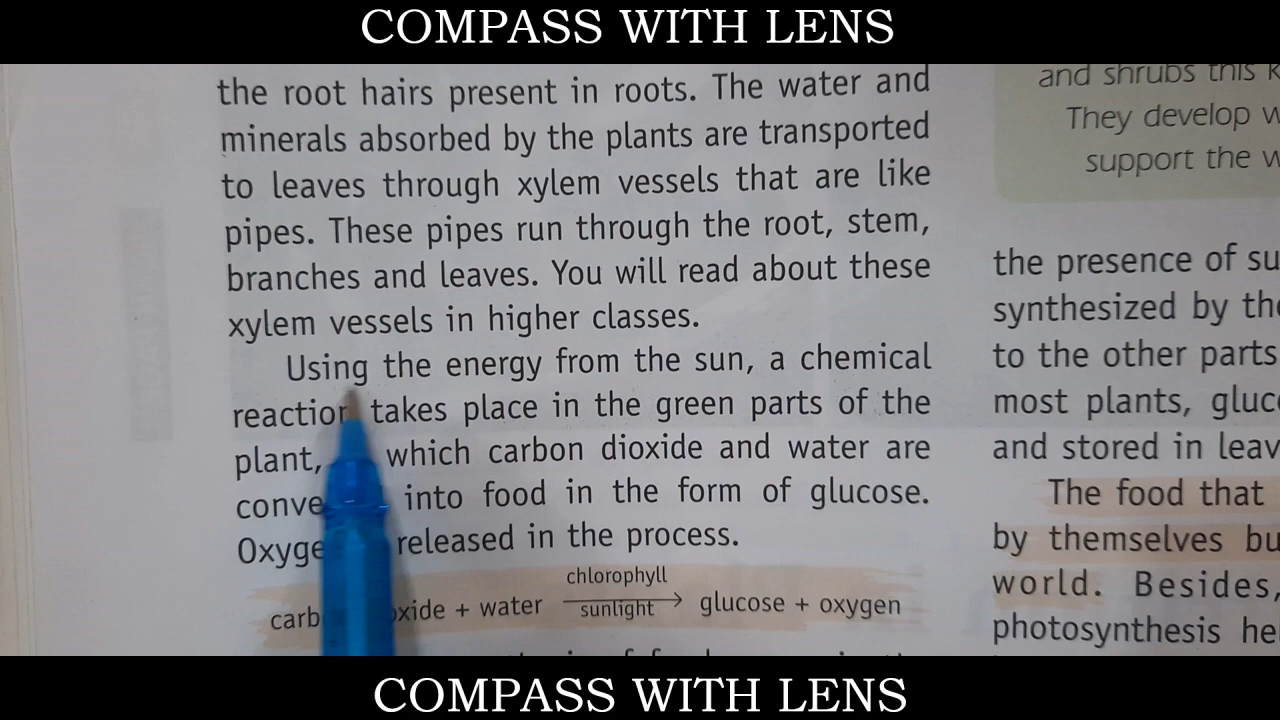 COMPASS WITH LENS
the root hairs present in roots. The water and
minerals absorbed by the plants are transported
to leaves through xylem vessels that are like
pipes. These pipes run through the root, stem,
branches and leaves. You will read about these
xylem vessels in higher classes.
Using the energy from the sun, a chemical
reaction takes place in the green parts of the
plant, which carbon dioxide and water are
into food in the form of glucose.
released in the process.
chlorophyll
+ water glucose + oxygen
sunlight
and shrubs this
They develop
support the
the presence of
synthesized by
to the other parts
most plants,
and stored in
The food that
by themselves
world. Besides,
photosynthesis
COMPASS WITH LENS